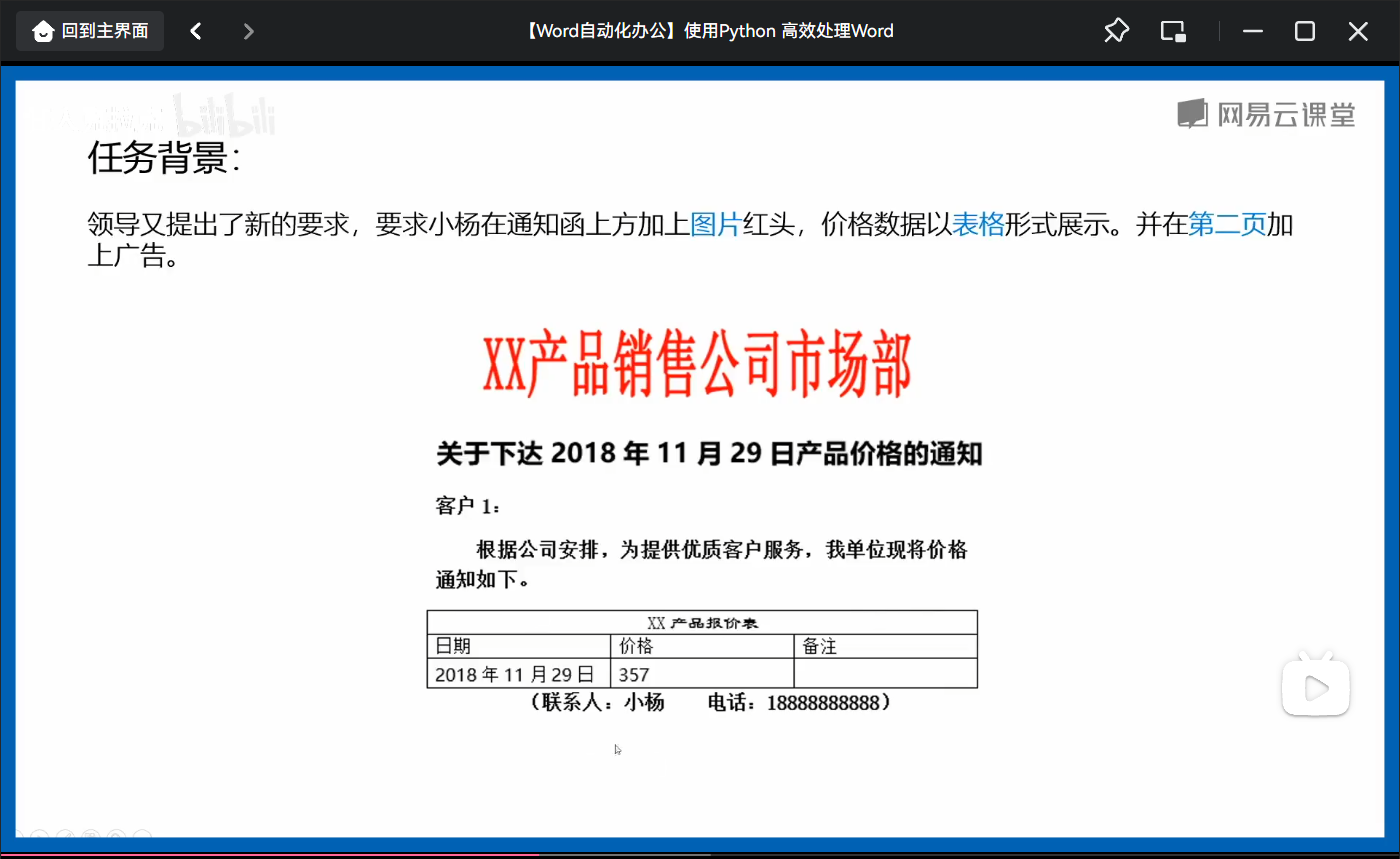 回到主界面
【Word自动化办公】使用Python 高效处理Word
bilibili
网易云课堂
任务背景：
领导又提出了新的要求，要求小杨在通知函上方加上图片红头，价格数据以表格形式展示。并在第二页加
上广告。
XX产品销售公司市场部
关于下达 2018 年 11 月 29 日产品价格的通知
客户 1：
根据公司安排，为提供优质客户服务，我单位现将价格
通知如下。
XX 产品报价表
日期 价格 备注
2018 年 11 月 29 日 357
（联系人：小杨 电话：18888888888）